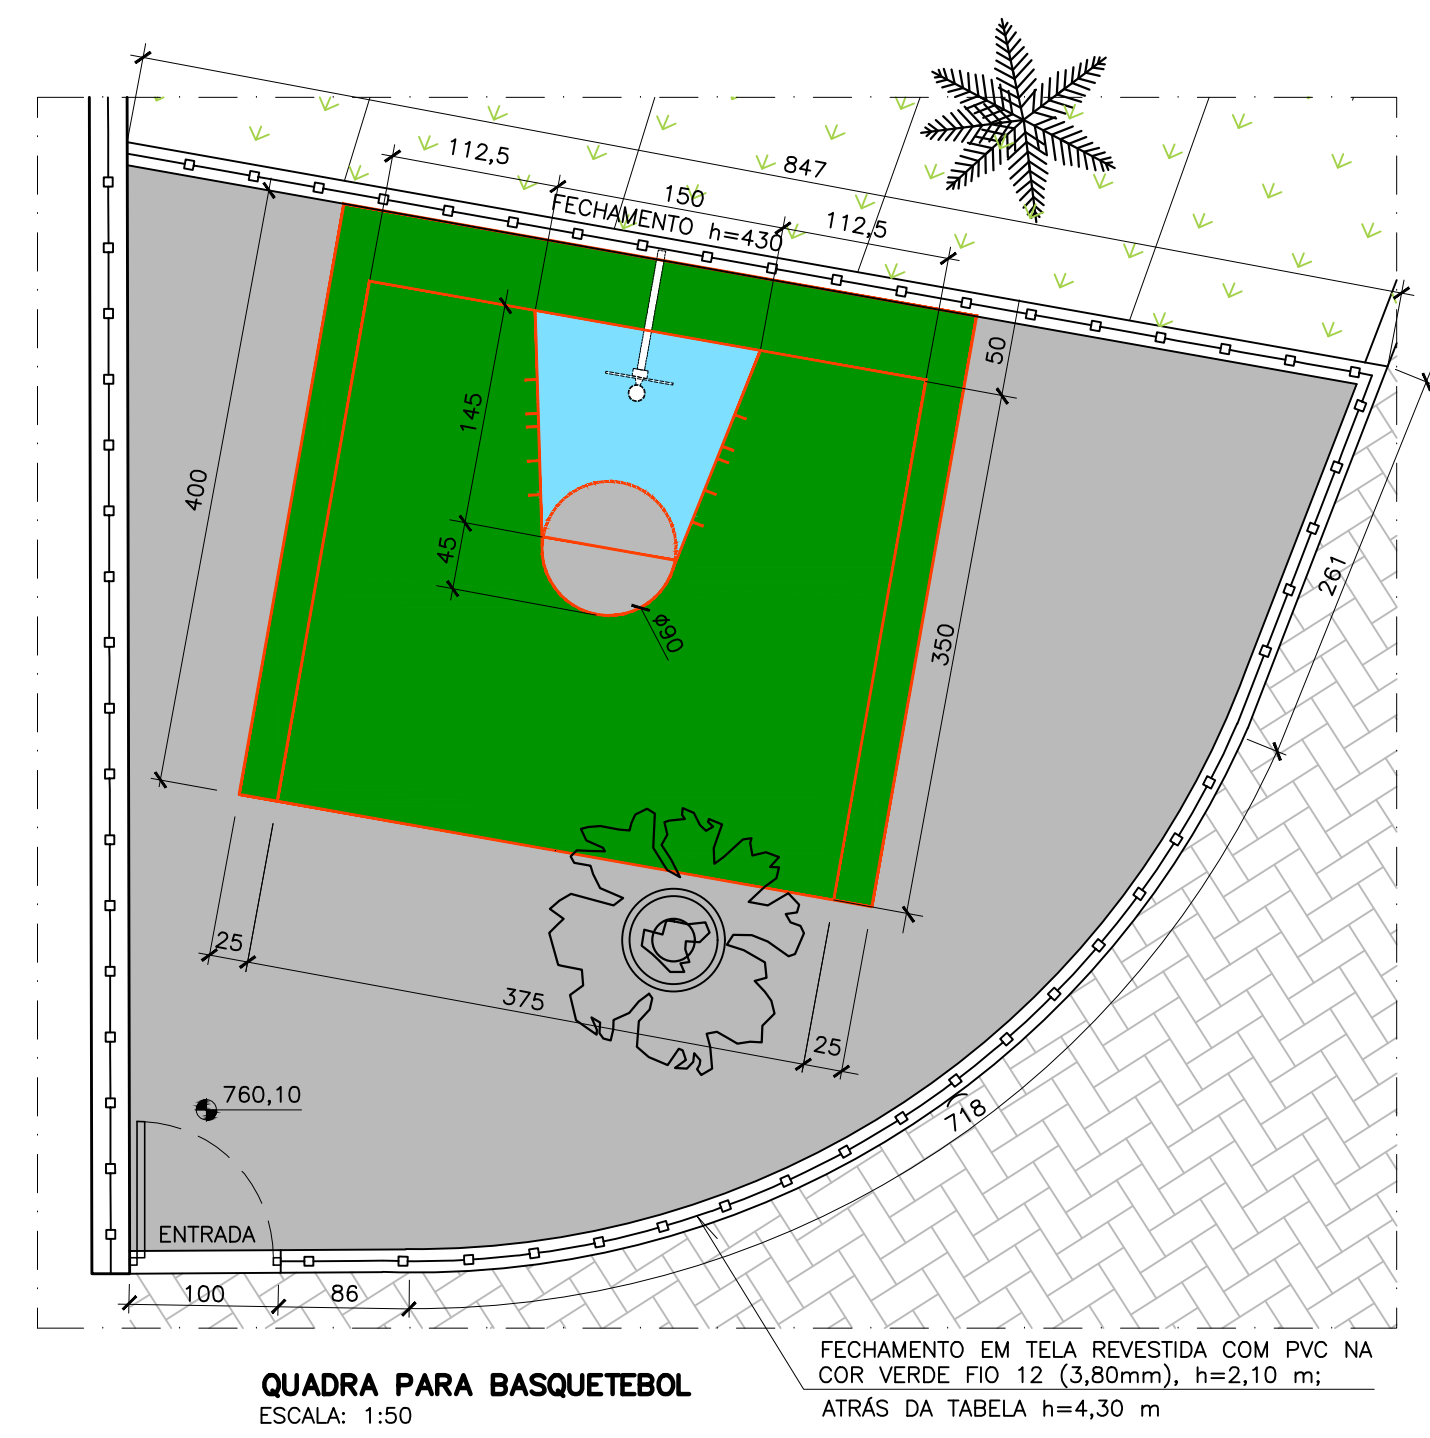 112,5
847
150
FECHAMENTO h=430
112,5
50
145
400
45
261
ø90
350
25
375
25
760,10
718
ENTRADA
100
86
FECHAMENTO EM TELA REVESTIDA COM PVC NA
COR VERDE FIO 12 (3,80mm), h=2,10 m;
ATRÁS DA TABELA h=4,30 m
QUADRA PARA BASQUETEBOL
ESCALA: 1:50